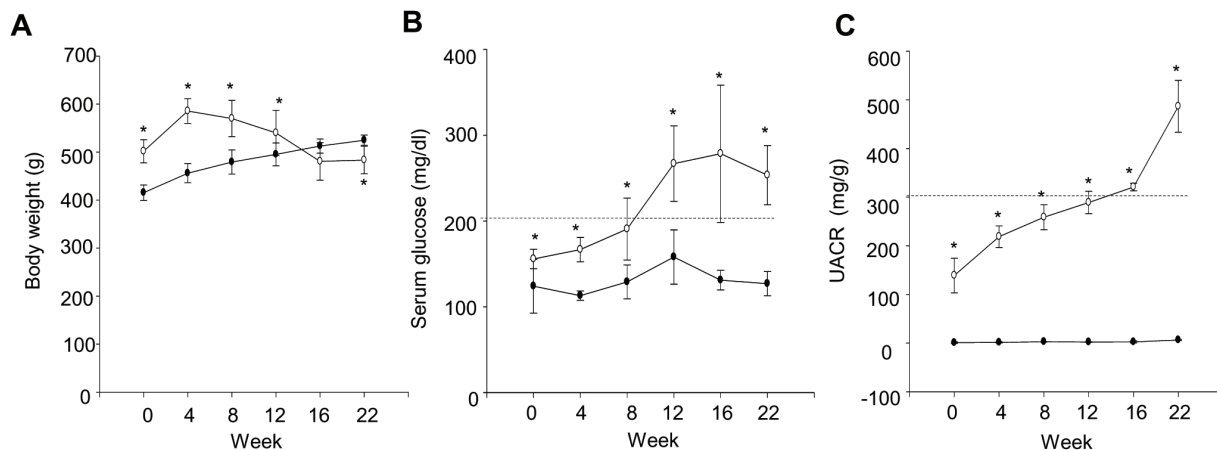 A
Body weight (g)
700
600
500
400
300
200
100
0
* * * * *
0 4 8 12 16 22
Week
B
Serum glucose (mg/dl)
400
300
200
100
0
* * * * * *
0 4 8 12 16 22
Week
C
UACR (mg/g)
600
500
400
300
200
100
0
-100
* * * * * *
0 4 8 12 16 22
Week